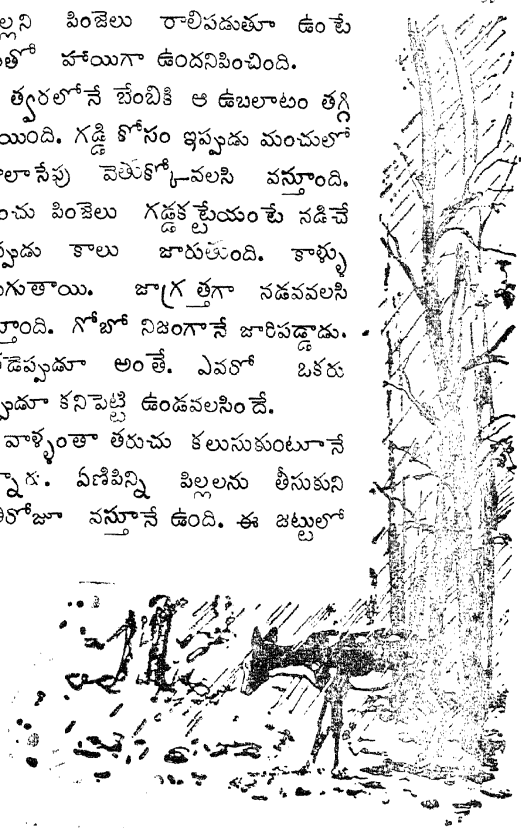 పింజెలు రాలిపడుతూ ఉంటే
హాయిగా ఉందనిపించింది.
త్వరలోనే బేంబికి ఆ ఉబలాటం తగ్గి
యింది. గడ్డి కోసం ఇప్పుడు మంచులో
లాసేపు వెతుక్కోవలసి వస్తూంది.
ంచు పింజెలు గడ్డకట్టేయంటే నడిచే
ప్పుడు కాలు జారుతుంది. కాళ్ళు
గుతాయి. జాగ్రత్తగా నడవవలసి
స్తూంది. గోబో నిజంగానే జారిపడ్డాడు.
డెప్పుడూ అంతే. ఎవరో ఒకరు
ప్పుడూ కనిపెట్టి ఉండవలసిందే.
వాళ్ళంతా తరుచు కలుసుకుంటూనే
న్నారు. ఏణిపిన్ని పిల్లలను తీసుకుని
రోజూ వస్తూనే ఉంది. ఈ జట్టులో